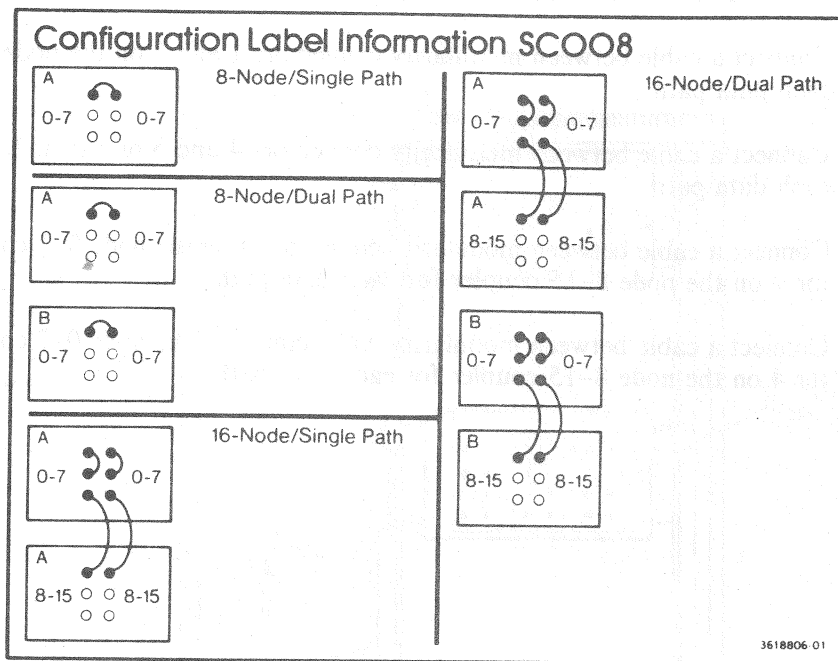 Configuration Label Information SC008
8-Node/Single Path
A
0-7 0-7
8-Node/Dual Path
A
0-7 0-7
B
0-7 0-7
16-Node/Single Path
A
0-7 0-7
A
8-15 8-15
16-Node/Dual Path
A
0-7 0-7
A
8-15 8-15
B
0-7 0-7
B
8-15 8-15
3618806-01